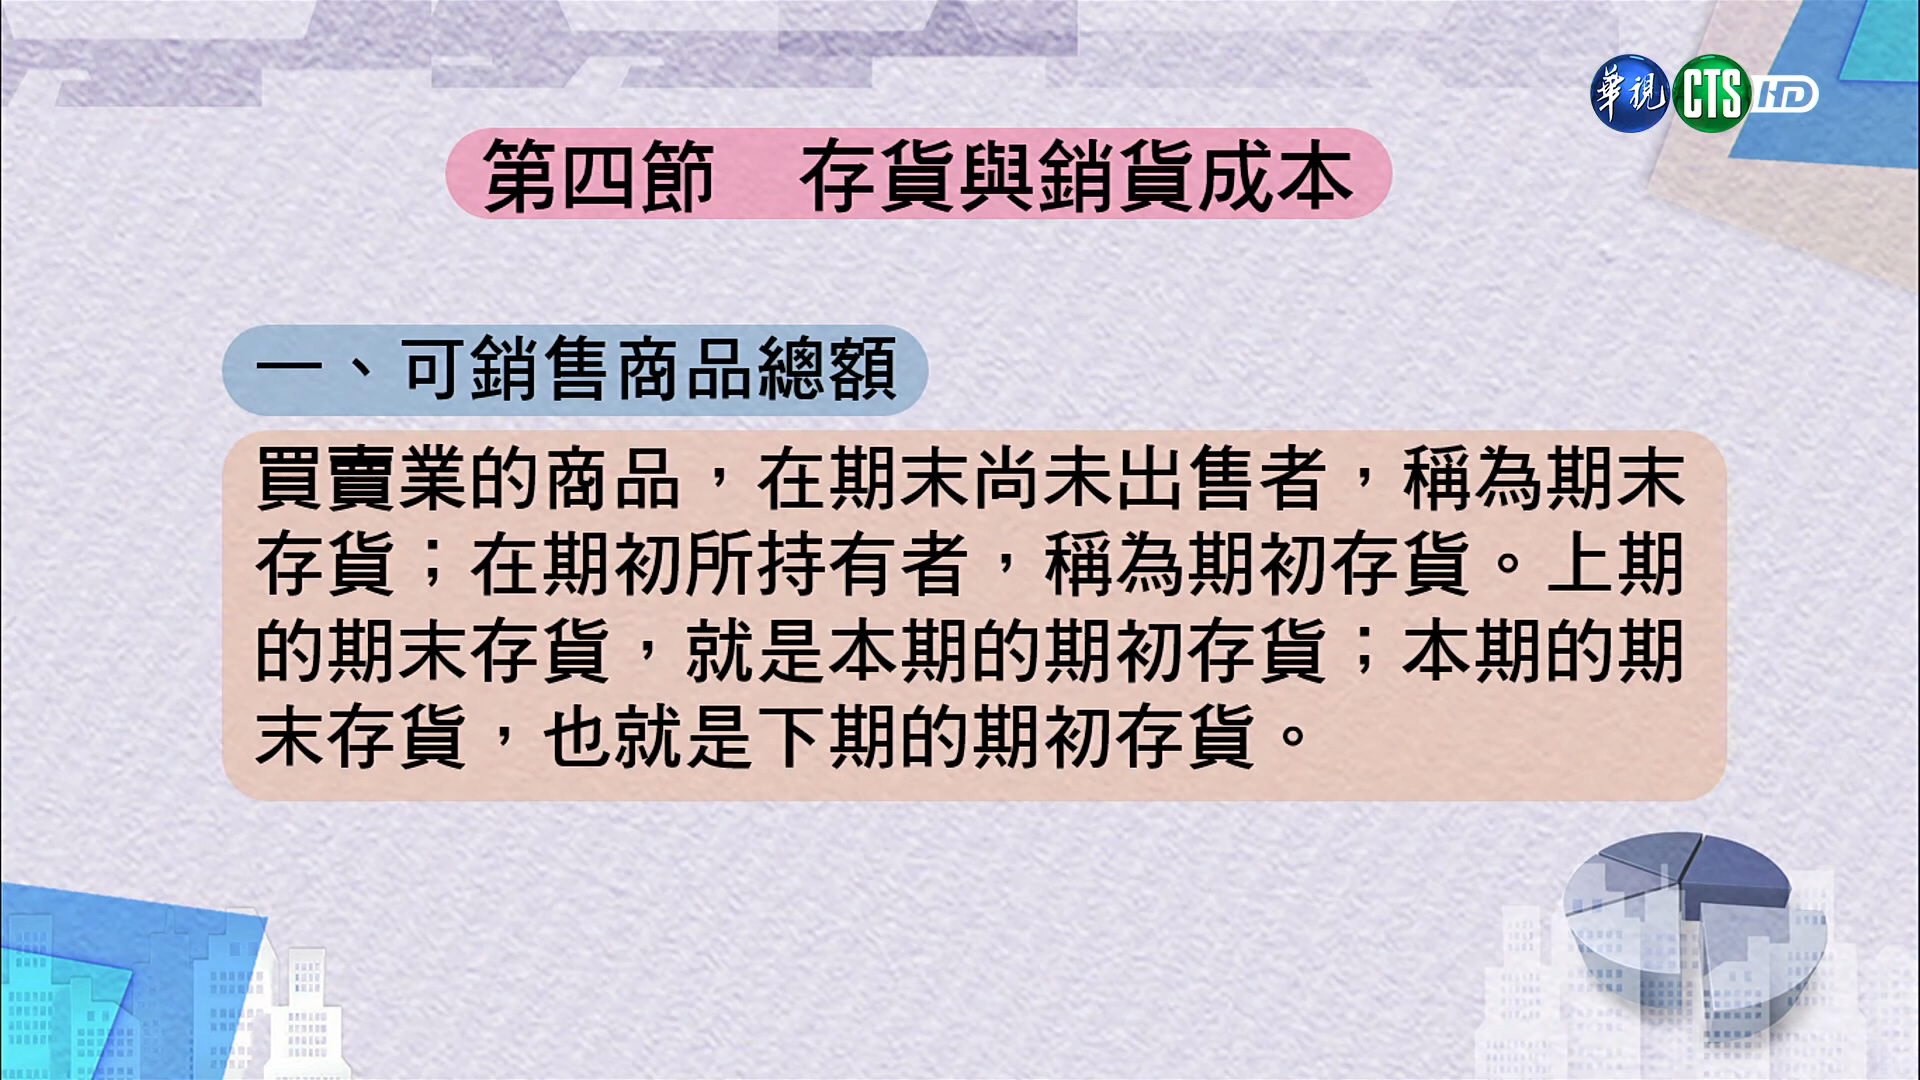 華視 CTS HD
第四節　存貨與銷貨成本
一、可銷售商品總額
買賣業的商品，在期末尚未出售者，稱為期末
存貨；在期初所持有者，稱為期初存貨。上期
的期末存貨，就是本期的期初存貨；本期的期
末存貨，也就是下期的期初存貨。